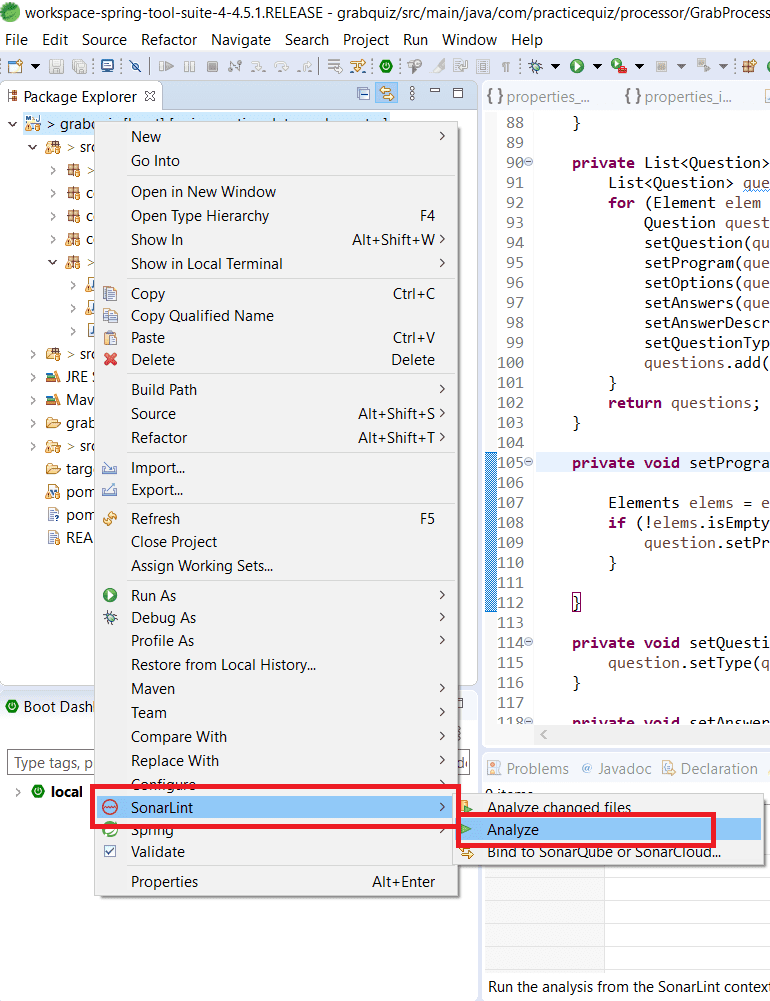 workspace-spring-tool-suite-4-4.5.1.RELEASE - grabquiz/src/main/java/com/practicequiz/processor/GrabProcess
File Edit Source Refactor Navigate Search Project Run Window Help
Package Explorer
{ } properties_... { } properties_i...
New
Go Into
Open in New Window
Open Type Hierarchy F4
Show In Alt+Shift+W
Show in Local Terminal
Copy Ctrl+C
Copy Qualified Name
Paste Ctrl+V
Delete Delete
Build Path
Source Alt+Shift+S
Refactor Alt+Shift+T
Import...
Export...
Refresh F5
Close Project
Assign Working Sets...
Run As
Debug As
Profile As
Restore from Local History...
Maven
Team
Compare With
Replace With
Configure
SonarLint
Spring
Validate
Properties Alt+Enter
Analyze changed files
Analyze
Bind to SonarQube or SonarCloud...
> src
JRE S
Mav
grab
> src
targ
pom
pom
REA
Boot Dash
Type tags, p
local
88 }
89
90 private List<Question>
91 List<Question> que
92 for (Element elem
93 Question quest
94 setQuestion(qu
95 setProgram(que
96 setOptions(que
97 setAnswers(que
98 setAnswerDescr
99 setQuestionTyp
100 questions.add(
101 }
102 return questions;
103 }
104
105 private void setProgra
106
107 Elements elems = e
108 if (!elems.isEmpty
109 question.setPr
110 }
111
112 }
113
114 private void setQuesti
115 question.setType(q
116 }
117
118 private void setAnswer
Problems @ Javadoc Declaration
0 items
Run the analysis from the SonarLint context